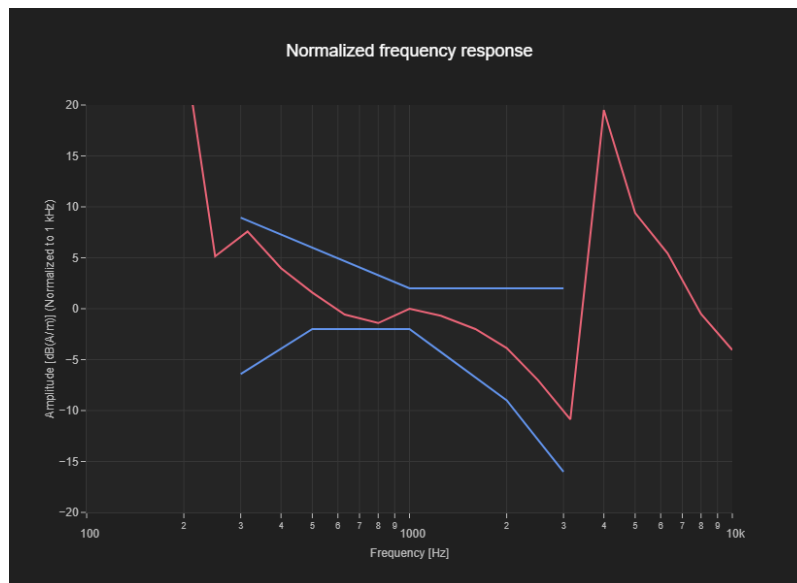 Normalized frequency response
Amplitude [dB(A/m)] (Normalized to 1 kHz)
20
15
10
5
0
−5
−10
−15
−20
100 2 3 4 5 6 7 8 9 1000 2 3 4 5 6 7 8 9 10k
Frequency [Hz]